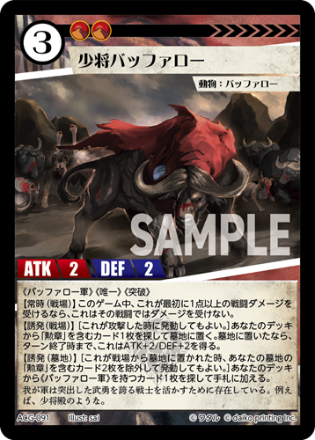 3
少将バッファロー
動物：バッファロー
SAMPLE
ATK 2 DEF 2
〈バッファロー軍〉〈唯一〉〈突破〉
【常時（戦場）】このゲーム中、これが最初に1点以上の戦闘ダメージを
受けるなら、これはその戦闘ではダメージを受けない。
【誘発（戦場）】［これが攻撃した時に発動してもよい。］あなたのデッキ
から「勲章」を含むカード1枚を探して墓地に置く。墓地に置いたなら、
ターン終了時まで、これはATK+2/DEF+2を得る。
【誘発（墓地）】［これが戦場から墓地に置かれた時、あなたの墓地
の「勲章」を含むカード2枚を除外して発動してもよい。］あなたのデッ
キから〈バッファロー軍〉を持つカード1枚を探して手札に加える。
我が軍は突出した武勇を誇る戦士を活かすために存在している。例え
ば、少将殿のような。
ACG-091 Illust: sai ©ララル ©daiko printing inc.